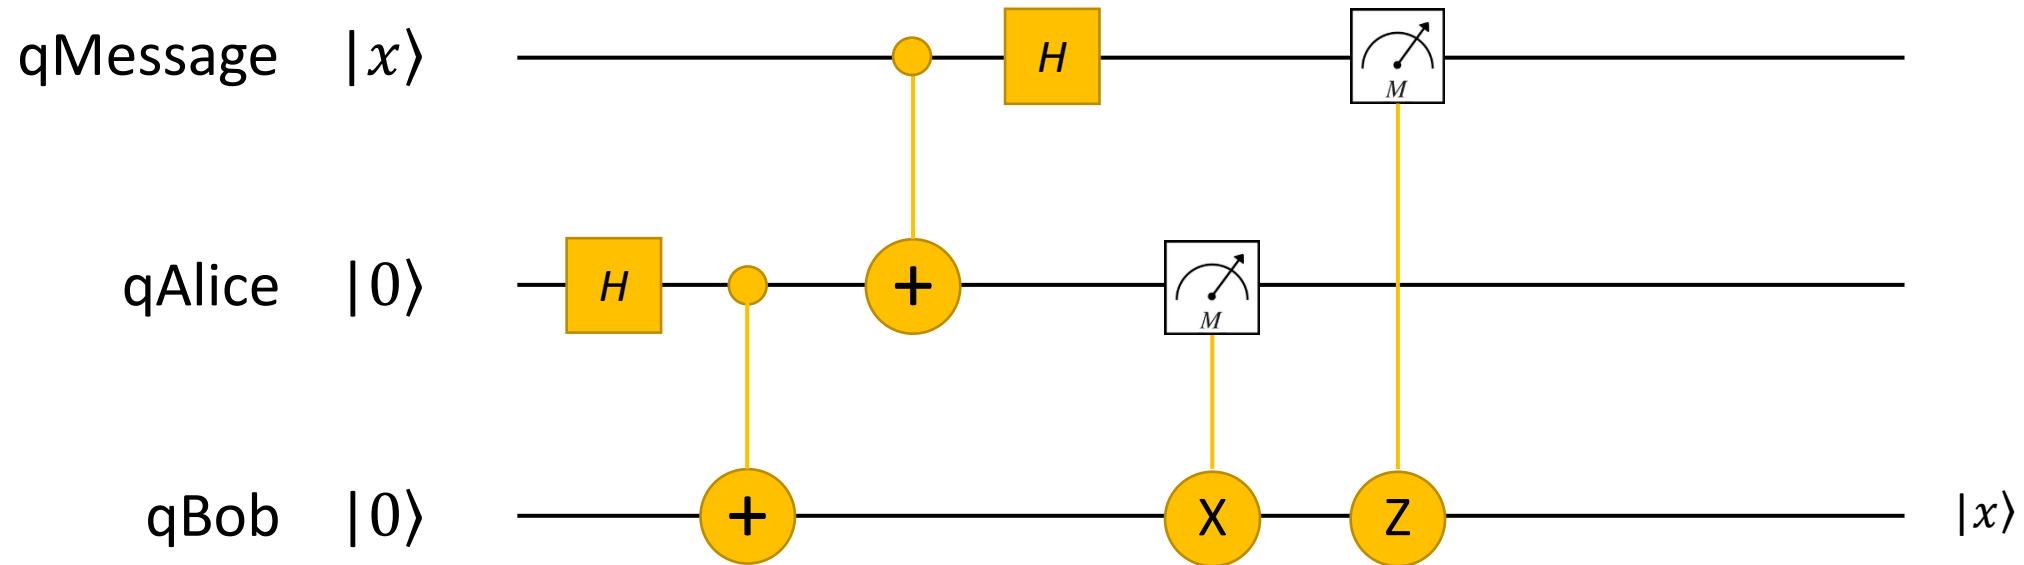 qMessage |x⟩ H M
qAlice |0⟩ H + M
qBob |0⟩ + X Z |x⟩